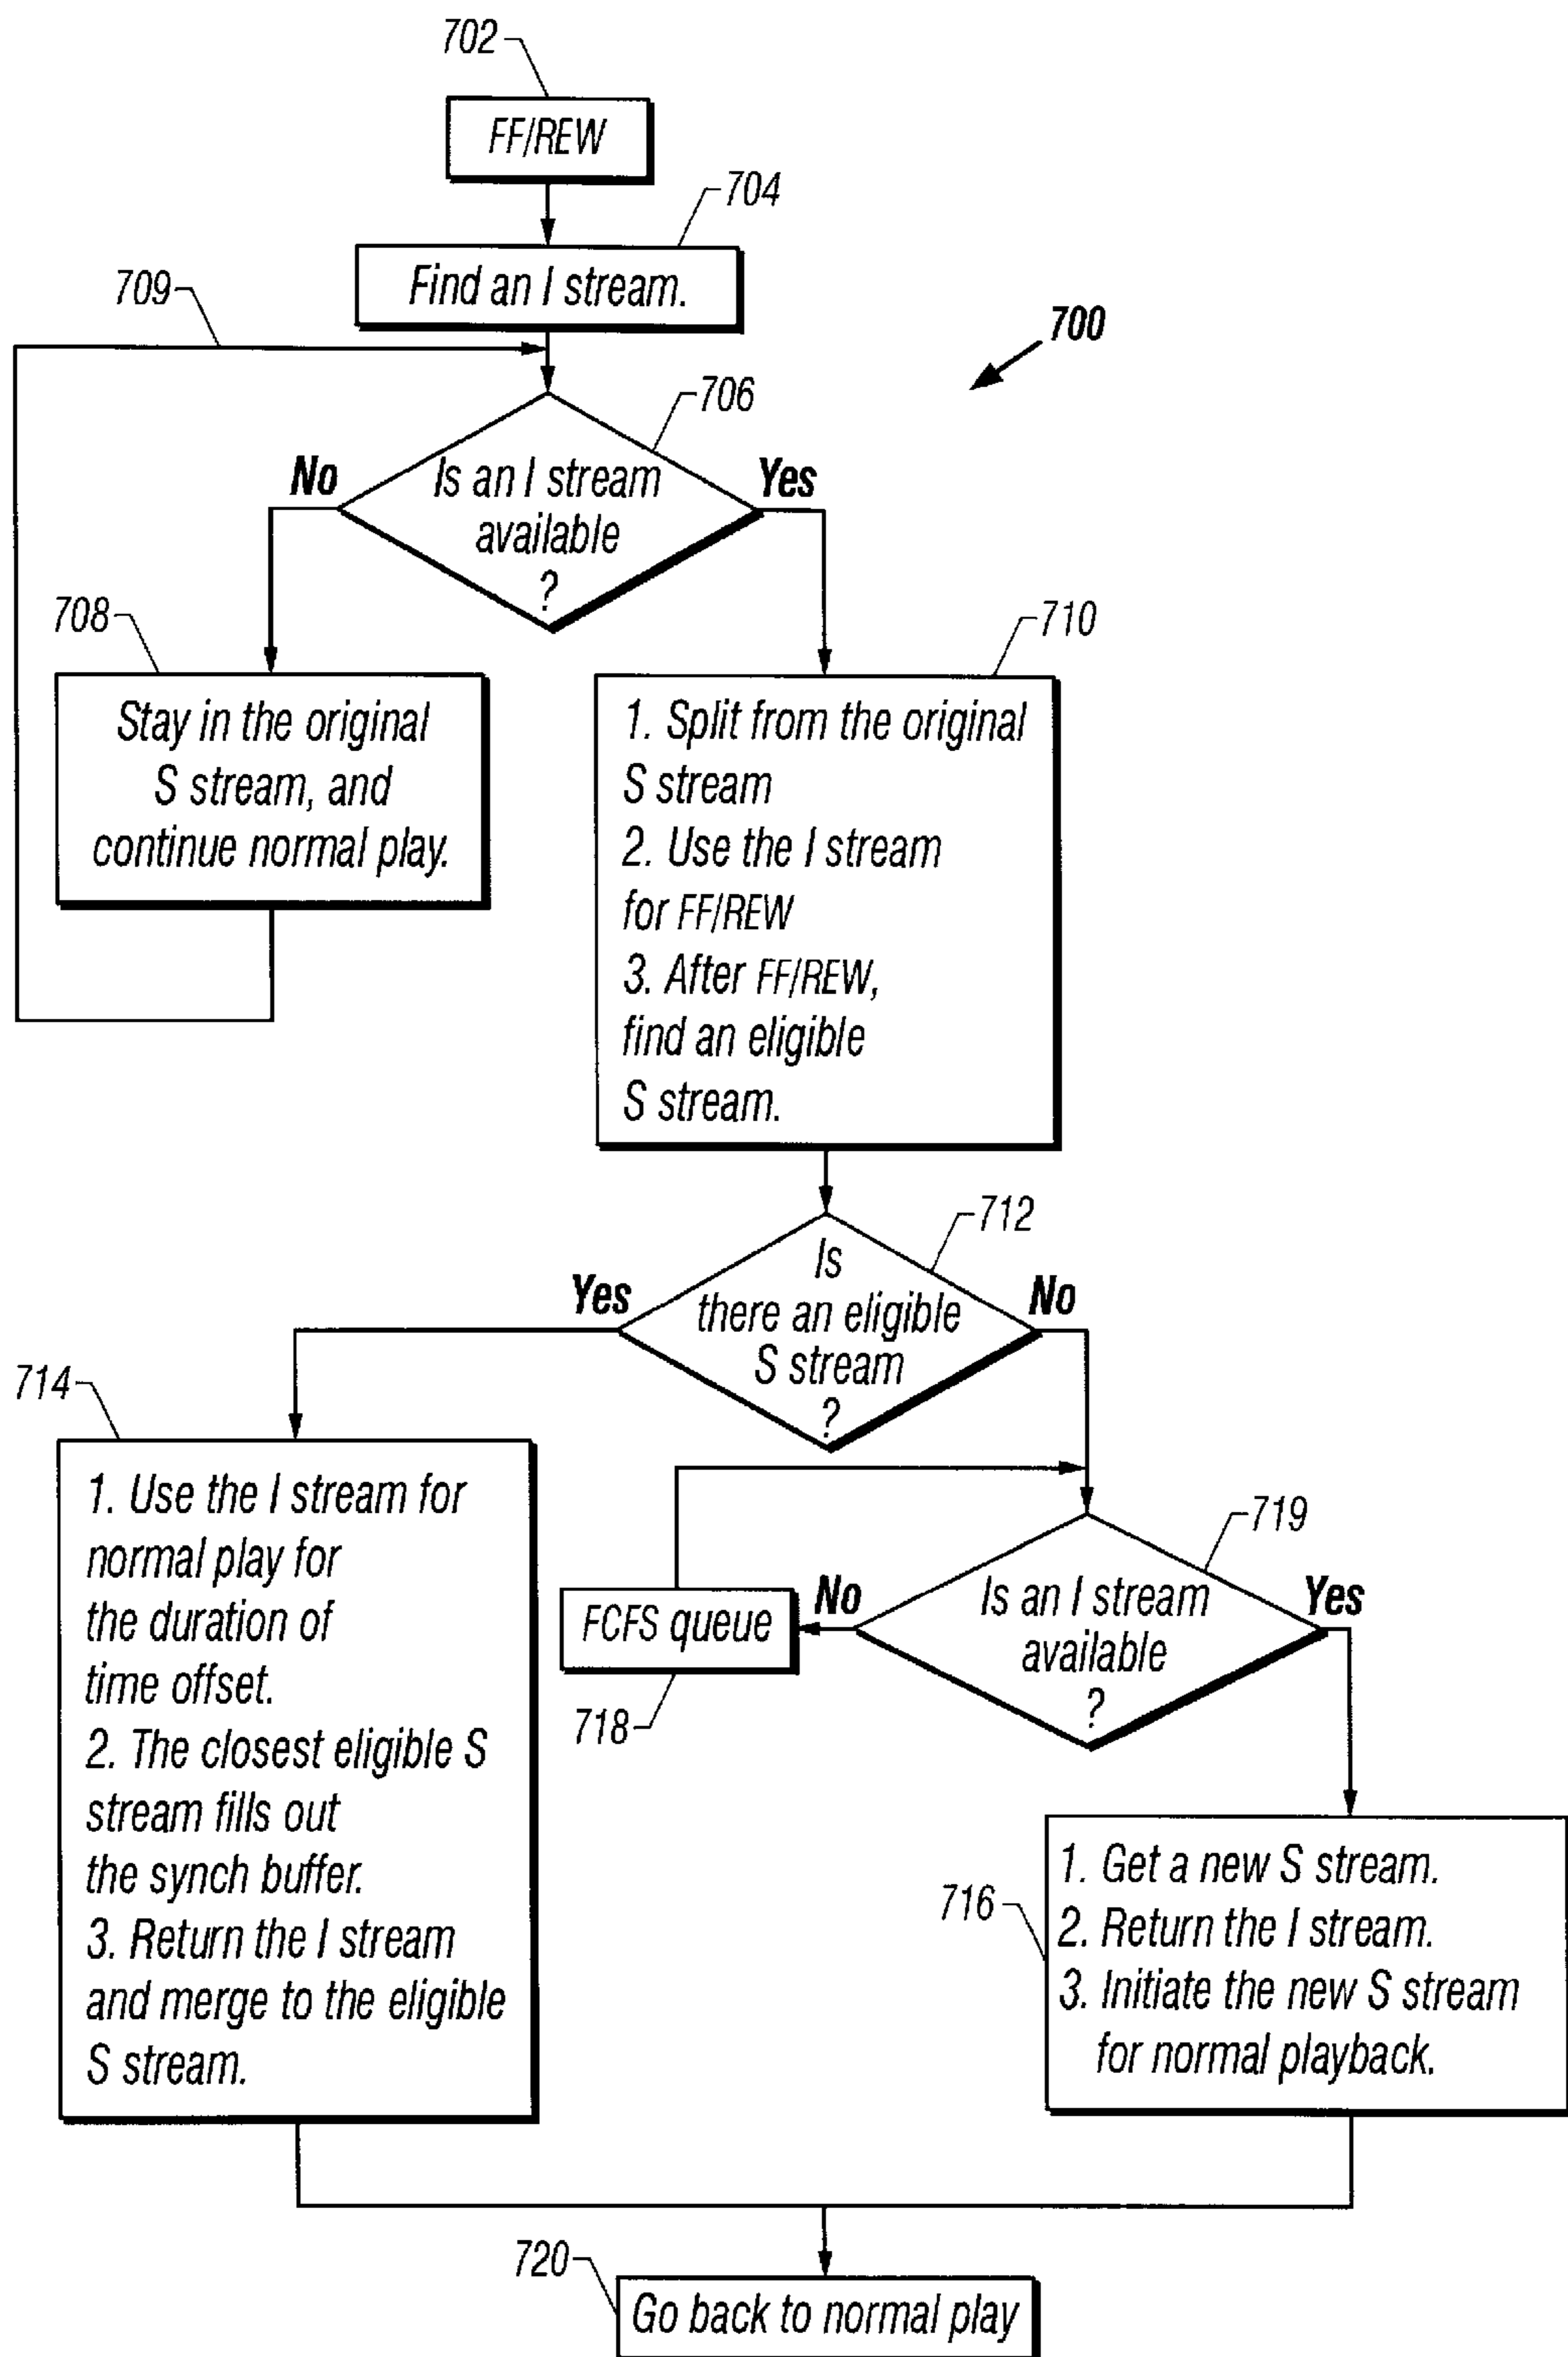 702
FF/REW
704
Find an I stream.
709
700
706
No
Is an I stream
available
?
Yes
708
Stay in the original
S stream, and
continue normal play.
710
1. Split from the original
S stream
2. Use the I stream
for FF/REW
3. After FF/REW,
find an eligible
S stream.
712
Yes
Is
there an eligible
S stream
?
No
714
1. Use the I stream for
normal play for
the duration of
time offset.
2. The closest eligible S
stream fills out
the synch buffer.
3. Return the I stream
and merge to the eligible
S stream.
719
FCFS queue
718
No
Is an I stream
available
?
Yes
716
1. Get a new S stream.
2. Return the I stream.
3. Initiate the new S stream
for normal playback.
720
Go back to normal play